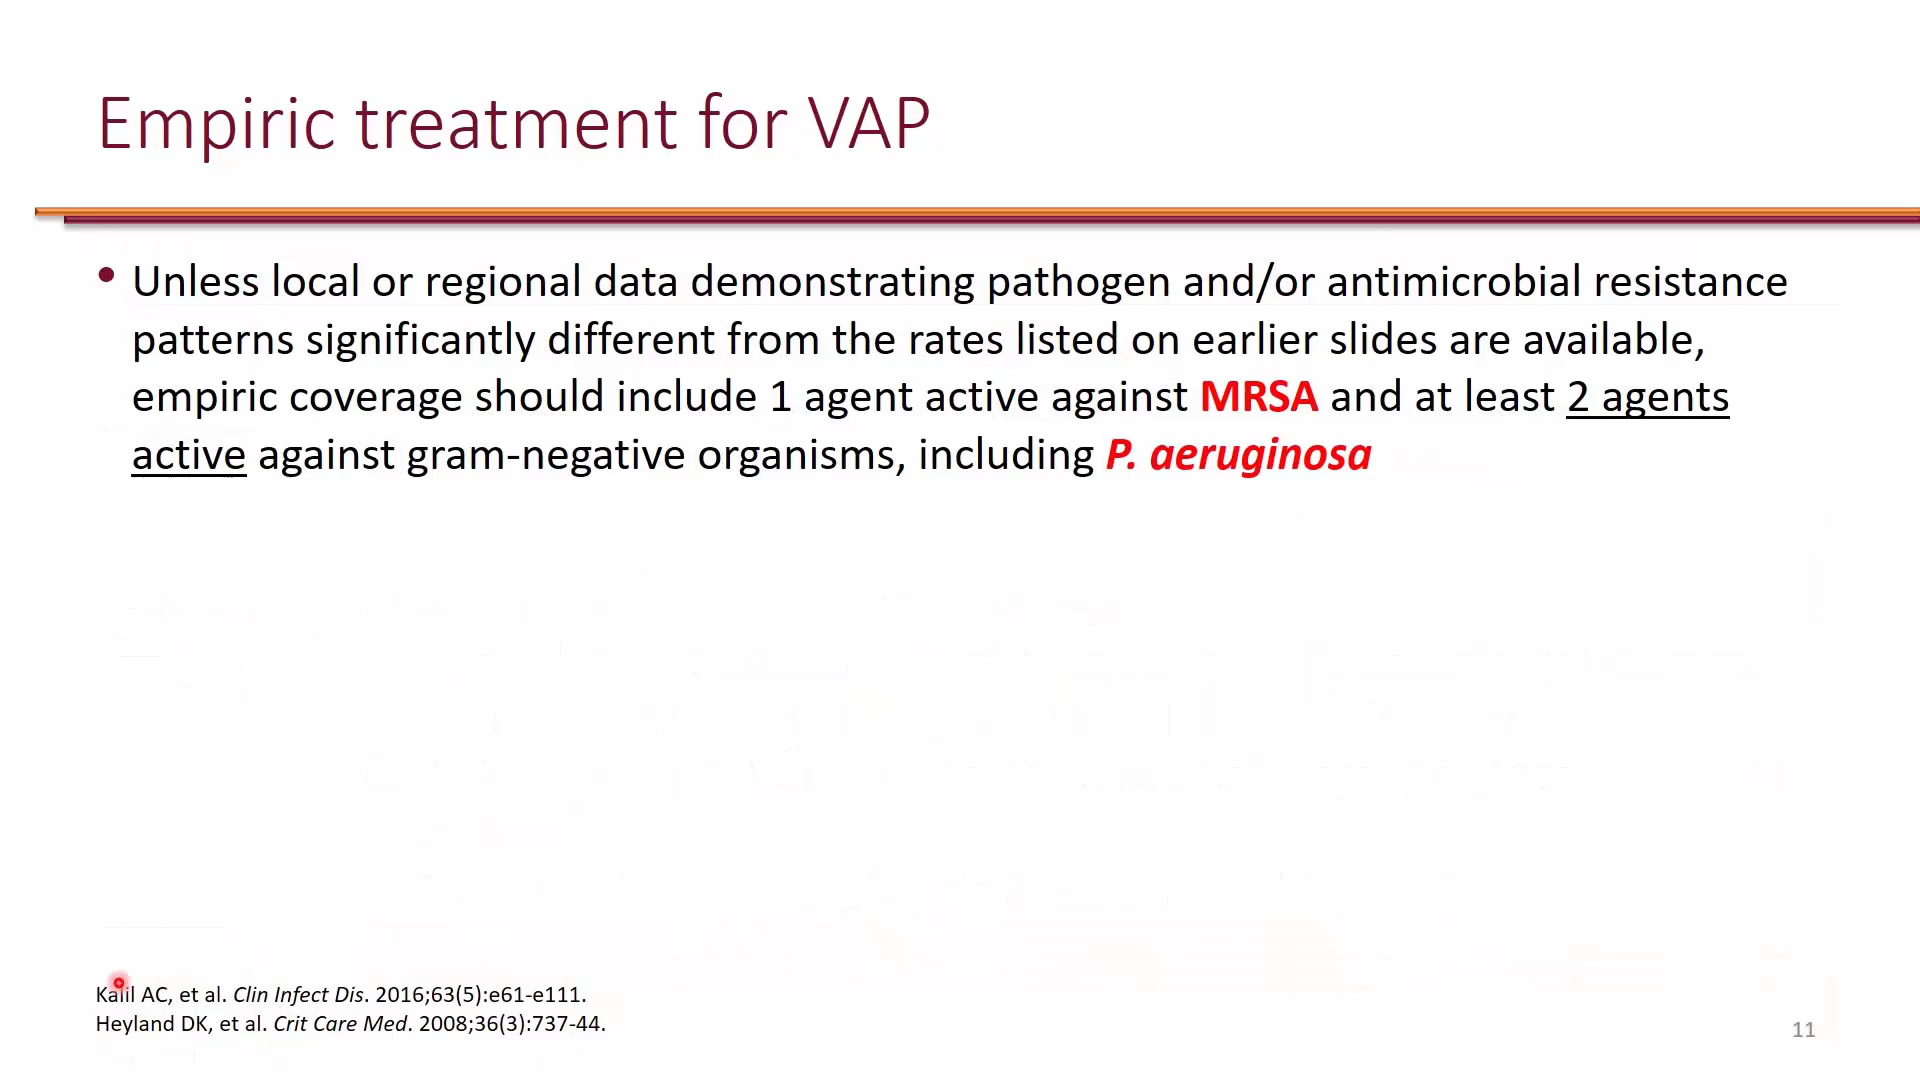 Empiric treatment for VAP
• Unless local or regional data demonstrating pathogen and/or antimicrobial resistance
patterns significantly different from the rates listed on earlier slides are available,
empiric coverage should include 1 agent active against MRSA and at least 2 agents
active against gram-negative organisms, including P. aeruginosa
Kalil AC, et al. Clin Infect Dis. 2016;63(5):e61-e111.
Heyland DK, et al. Crit Care Med. 2008;36(3):737-44.
11